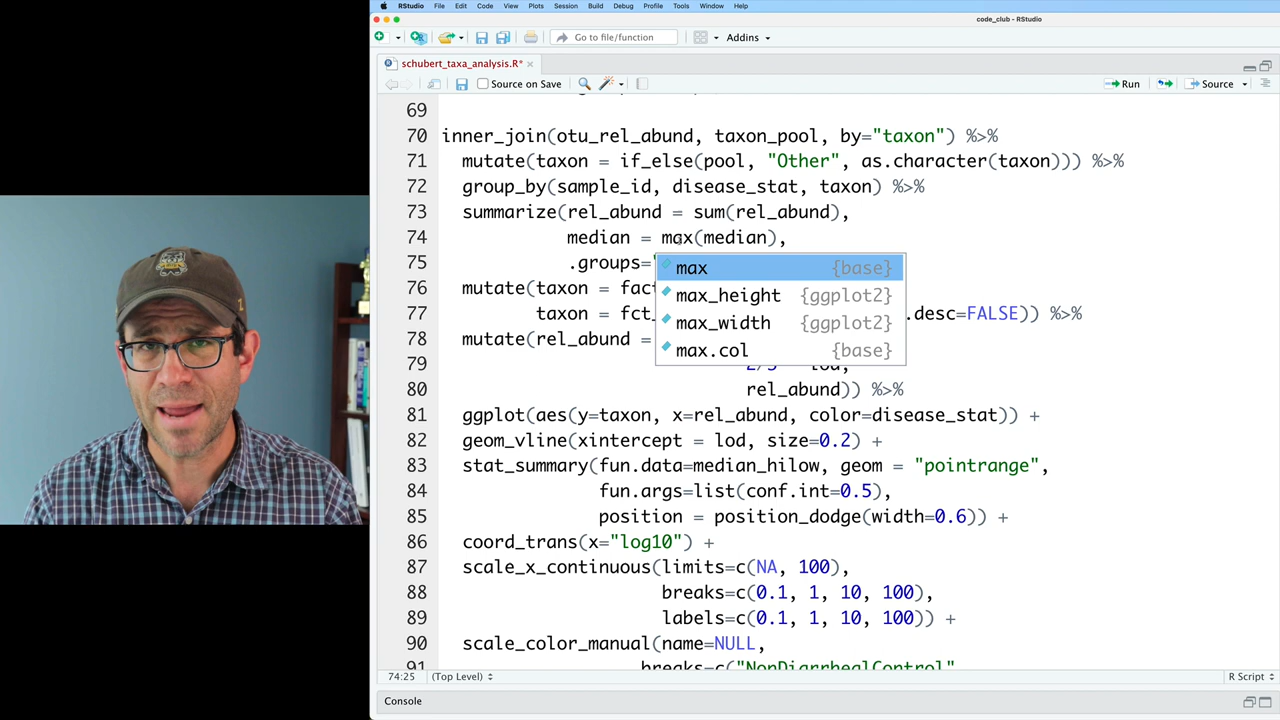 RStudio File Edit Code View Plots Session Build Debug Profile Tools Window Help
code_club - RStudio
Go to file/function Addins
schubert_taxa_analysis.R*
Source on Save Run Source
69
70 inner_join(otu_rel_abund, taxon_pool, by="taxon") %>%
71 mutate(taxon = if_else(pool, "Other", as.character(taxon))) %>%
72 group_by(sample_id, disease_stat, taxon) %>%
73 summarize(rel_abund = sum(rel_abund),
74 median = max(median),
75 .groups=
max {base}
76 mutate(taxon = fact
max_height {ggplot2}
77 taxon = fct_ .desc=FALSE)) %>%
max_width {ggplot2}
78 mutate(rel_abund =
max.col {base}
79
80 rel_abund)) %>%
81 ggplot(aes(y=taxon, x=rel_abund, color=disease_stat)) +
82 geom_vline(xintercept = lod, size=0.2) +
83 stat_summary(fun.data=median_hilow, geom = "pointrange",
84 fun.args=list(conf.int=0.5),
85 position = position_dodge(width=0.6)) +
86 coord_trans(x="log10") +
87 scale_x_continuous(limits=c(NA, 100),
88 breaks=c(0.1, 1, 10, 100),
89 labels=c(0.1, 1, 10, 100)) +
90 scale_color_manual(name=NULL,
91 breaks=c("NonDiarrhealControl"
74:25 (Top Level) R Script
Console